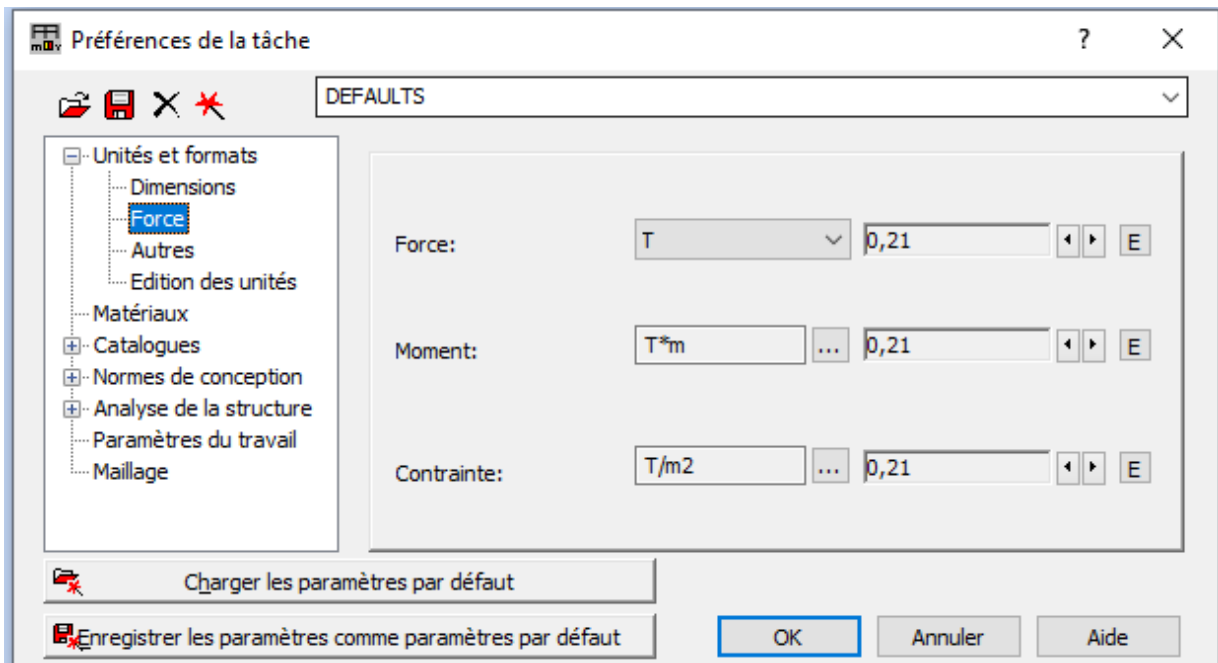 Préférences de la tâche
?
DEFAULTS
Unités et formats
Dimensions
Force
Autres
Edition des unités
Matériaux
Catalogues
Normes de conception
Analyse de la structure
Paramètres du travail
Maillage
Force: T 0,21 E
Moment: T*m ... 0,21 E
Contrainte: T/m2 ... 0,21 E
Charger les paramètres par défaut
Enregistrer les paramètres comme paramètres par défaut
OK Annuler Aide